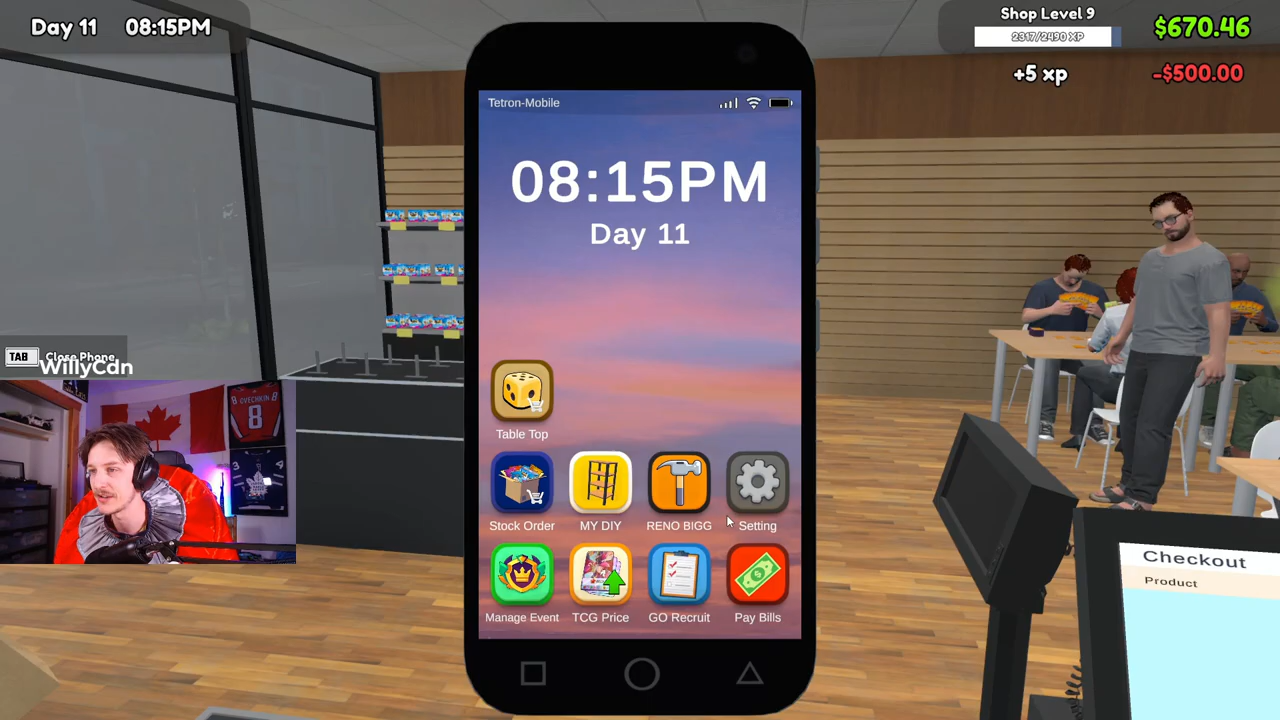 Day 11 08:15PM
Shop Level 9
2317/2490 XP
$670.46
+5 xp
-$500.00
Tetron-Mobile
08:15PM
Day 11
TAB Close Phone
WillyCdn
Table Top
Stock Order
MY DIY
RENO BIGG
Setting
Manage Event
TCG Price
GO Recruit
Pay Bills
Checkout
Product
8